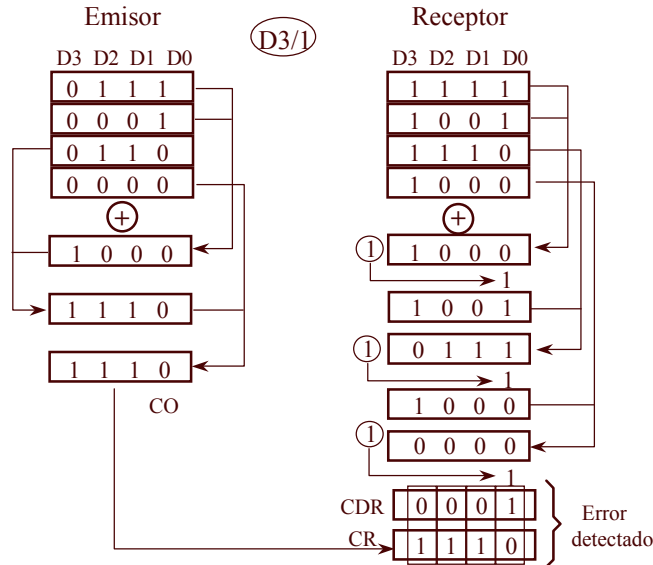 Emisor
D3/1
Receptor
D3 D2 D1 D0
0 1 1 1
0 0 0 1
0 1 1 0
0 0 0 0
+
1 0 0 0
1 1 1 0
1 1 1 0
CO
D3 D2 D1 D0
1 1 1 1
1 0 0 1
1 1 1 0
1 0 0 0
+
1 1 0 0 0
1
1 0 0 1
1 0 1 1 1
1
1 0 0 0
1 0 0 0 0
1
CDR 0 0 0 1
CR 1 1 1 0
Error
detectado